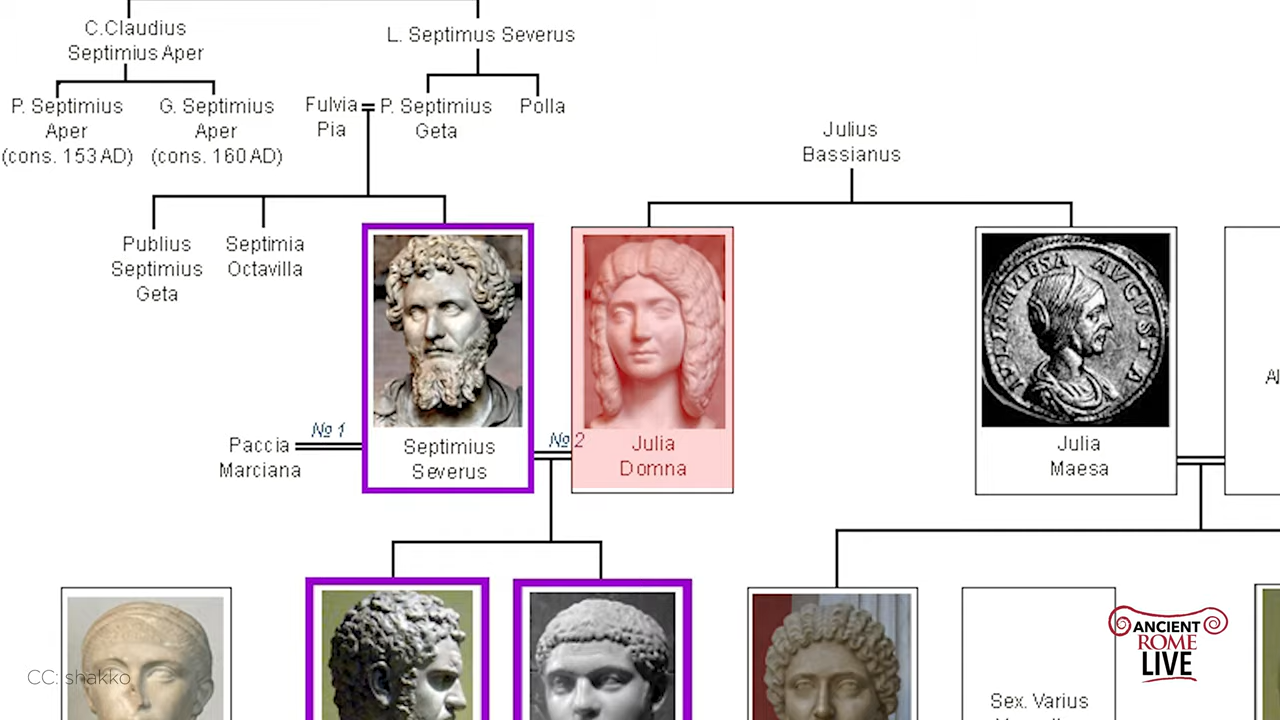 C.Claudius
Septimius Aper
L. Septimus Severus
P. Septimius
Aper
(cons. 153 AD)
G. Septimius
Aper
(cons. 160 AD)
Fulvia
Pia
P. Septimius
Geta
Polla
Julius
Bassianus
Publius
Septimius
Geta
Septimia
Octavilla
IVLIA MAESA AVGVSTA
Paccia
Marciana
№ 1
Septimius
Severus
№ 2
Julia
Domna
Julia
Maesa
CC: shakko
Sex. Varius
ANCIENT
ROME
LIVE